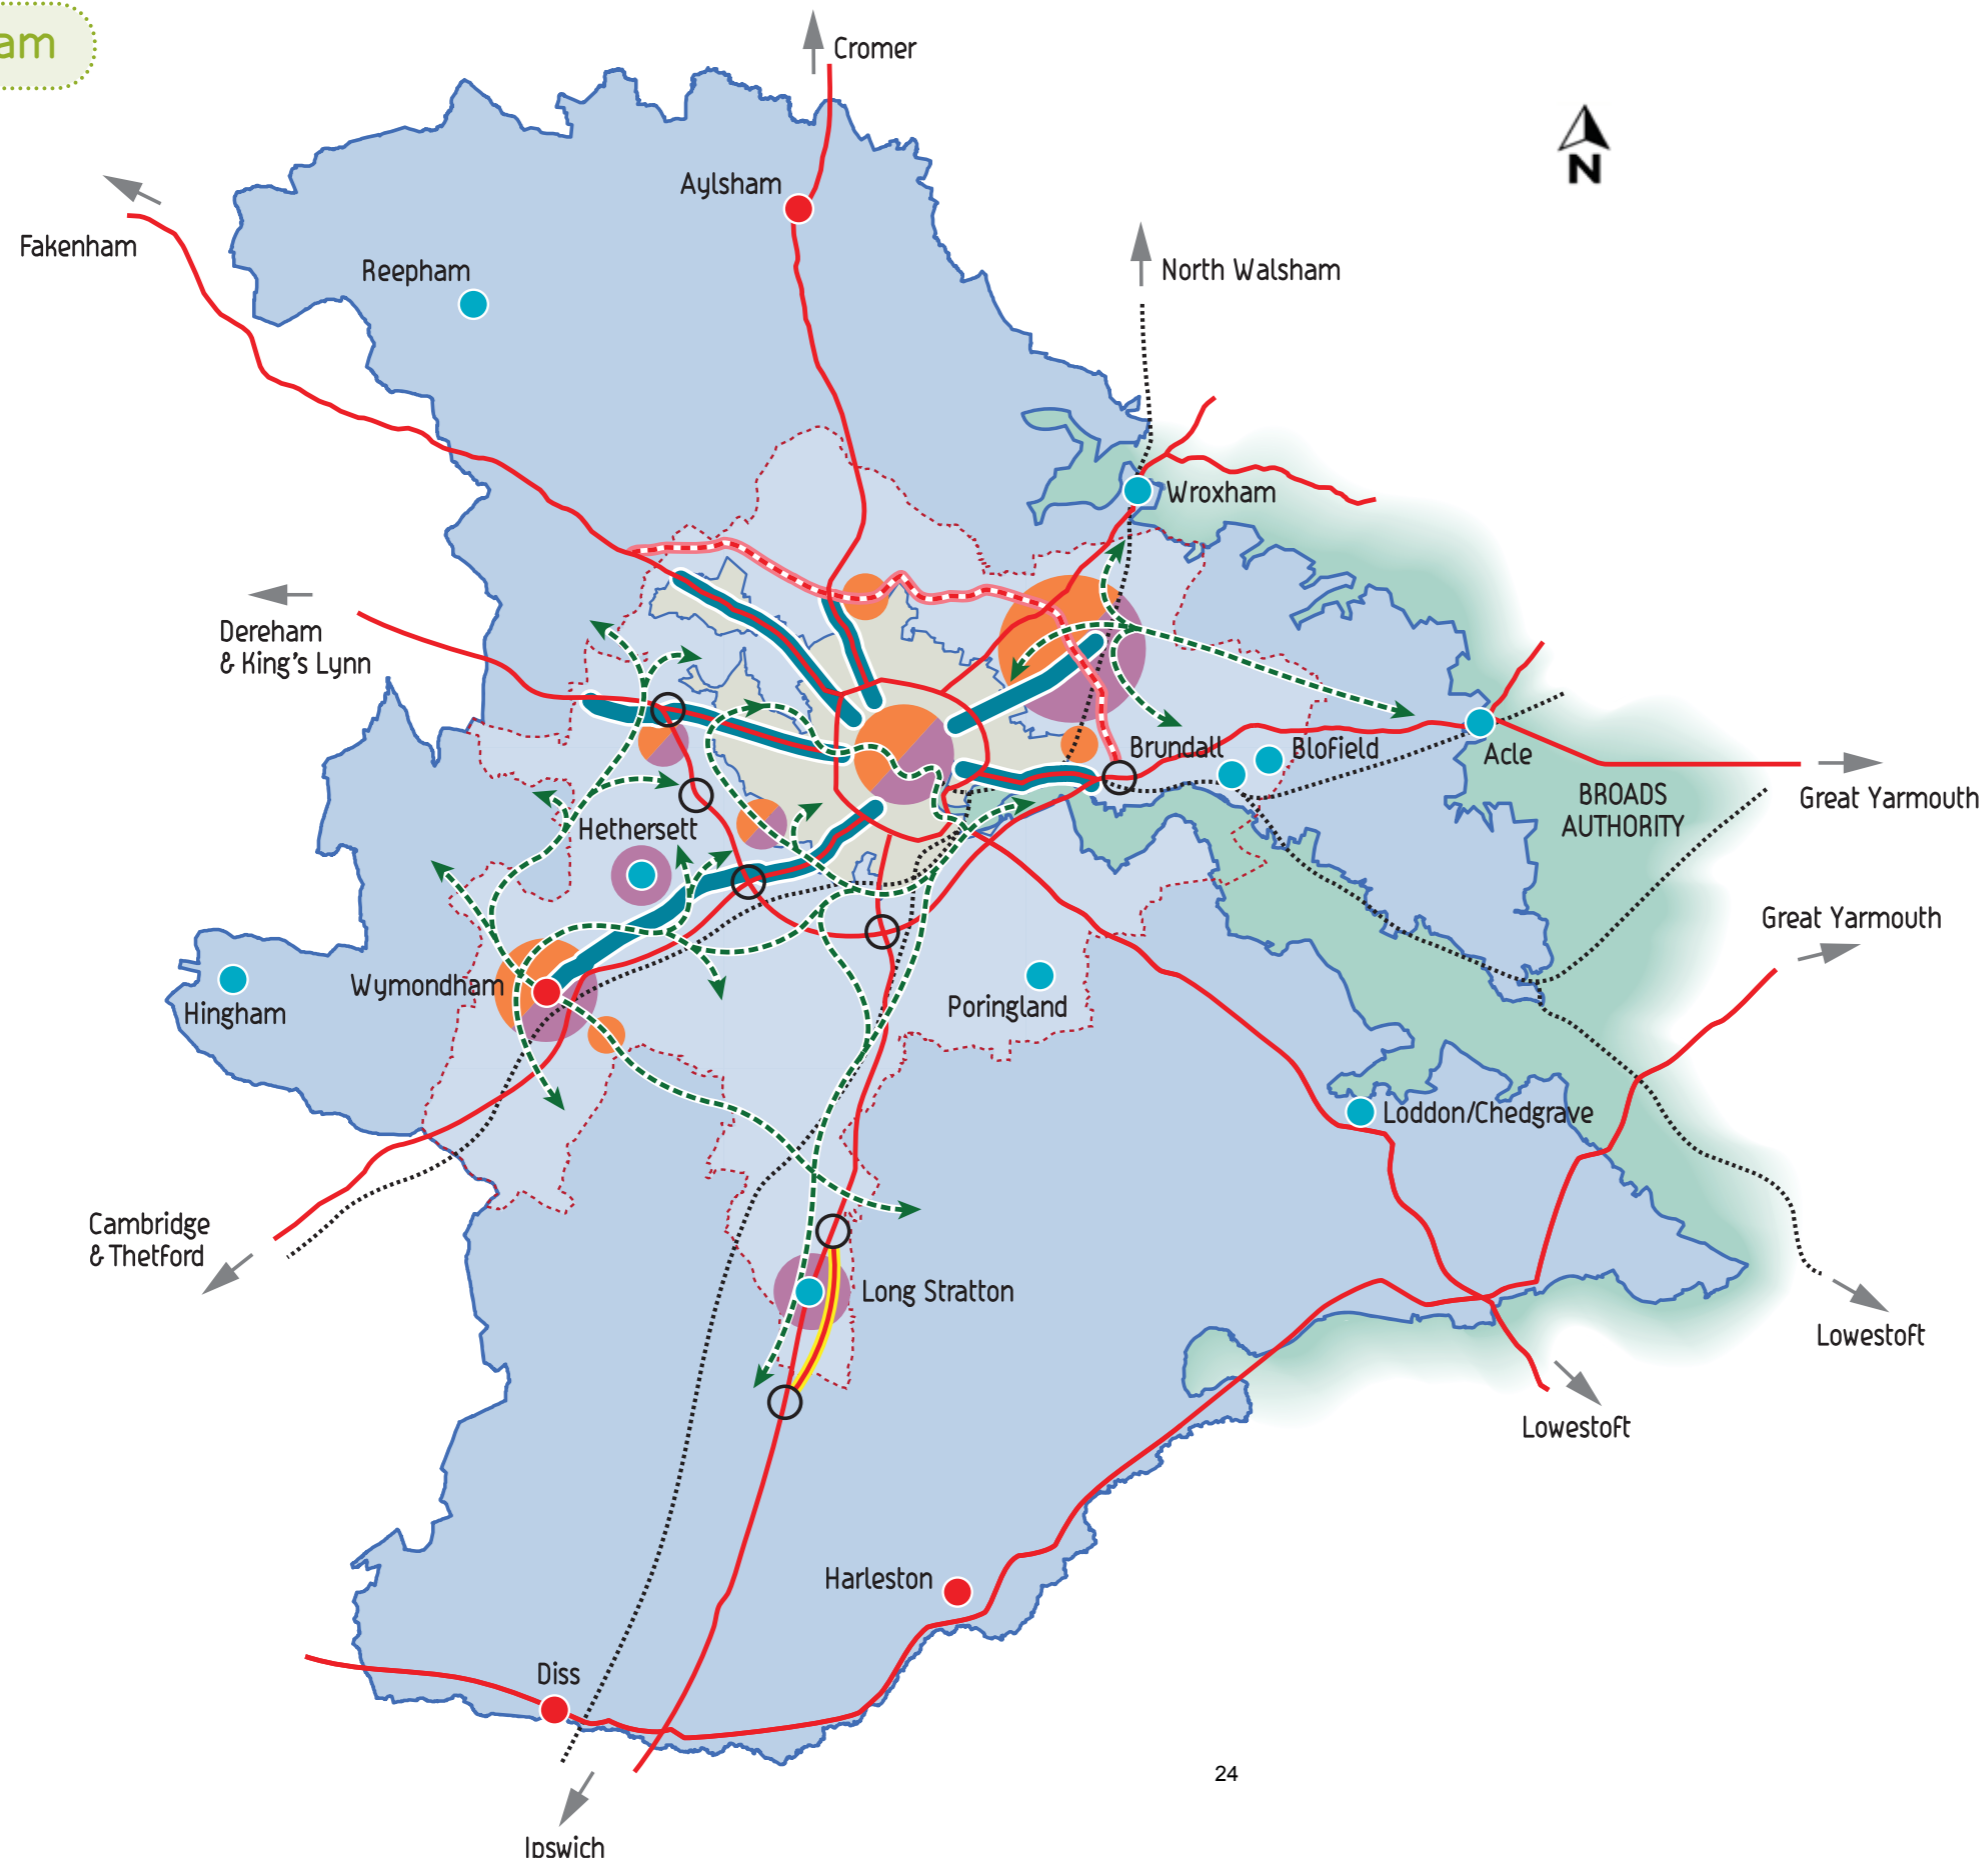 am
Cromer
Aylsham
N
Fakenham
Reepham
North Walsham
Wroxham
Dereham
& King's Lynn
Brundall
Blofield
Acle
BROADS
AUTHORITY
Great Yarmouth
Hethersett
Great Yarmouth
Wymondham
Hingham
Poringland
Loddon/Chedgrave
Cambridge
& Thetford
Long Stratton
Lowestoft
Lowestoft
Harleston
Diss
24
Ipswich